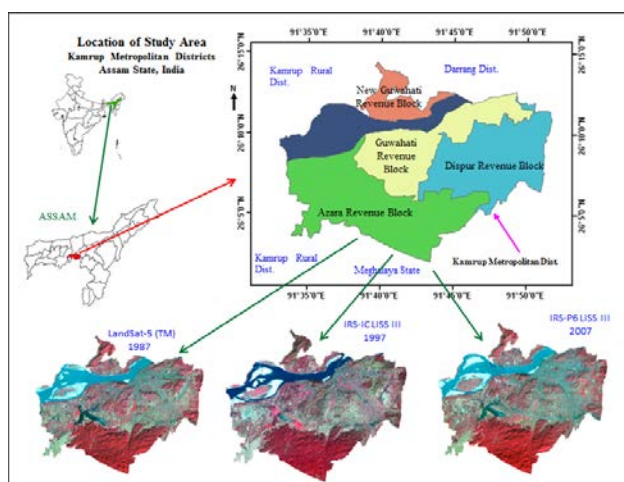 Location of Study Area
Kamrup Metropolitan Districts
Assam State, India
N
ASSAM
91°35'0"E 91°40'0"E 91°45'0"E 91°50'0"E
Kamrup Rural
Dist.
Darrang Dist.
New Guwahati
Revenue Block
Guwahati
Revenue
Block
Dispur Revenue Block
Azara Revenue Block
Kamrup Rural
Dist.
Meghalaya State
Kamrup Metropolitan Dist.
91°35'0"E 91°40'0"E 91°45'0"E 91°50'0"E
LandSat-5 (TM)
1987
IRS-IC LISS III
1997
IRS-P6 LISS III
2007